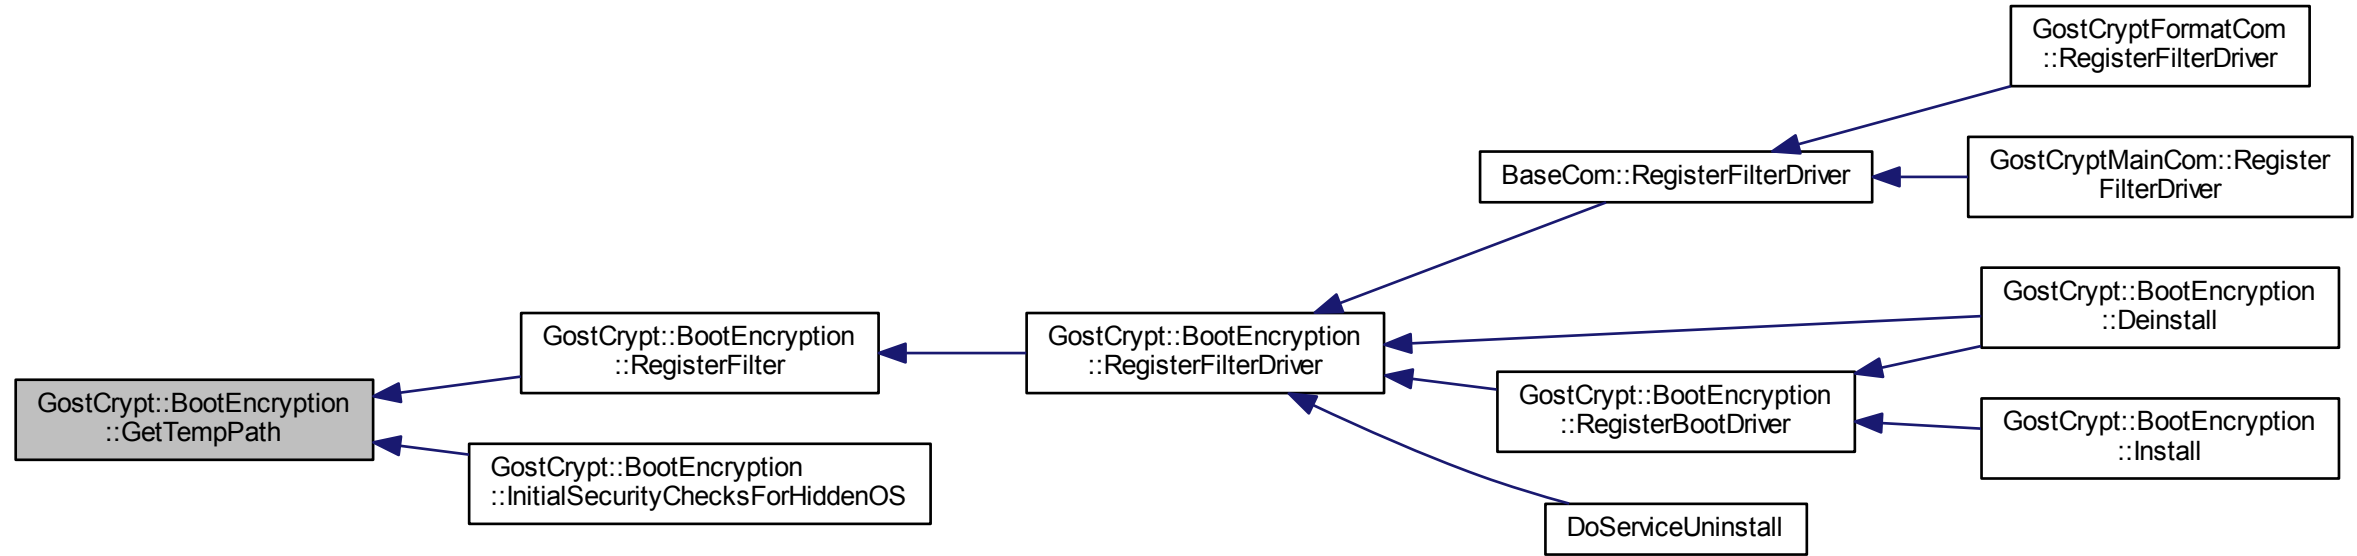 GostCryptFormatCom
::RegisterFilterDriver
GostCryptMainCom::Register
FilterDriver
BaseCom::RegisterFilterDriver
GostCrypt::BootEncryption
::Deinstall
GostCrypt::BootEncryption
::RegisterFilter
GostCrypt::BootEncryption
::RegisterFilterDriver
GostCrypt::BootEncryption
::RegisterBootDriver
GostCrypt::BootEncryption
::GetTempPath
GostCrypt::BootEncryption
::Install
GostCrypt::BootEncryption
::InitialSecurityChecksForHiddenOS
DoServiceUninstall